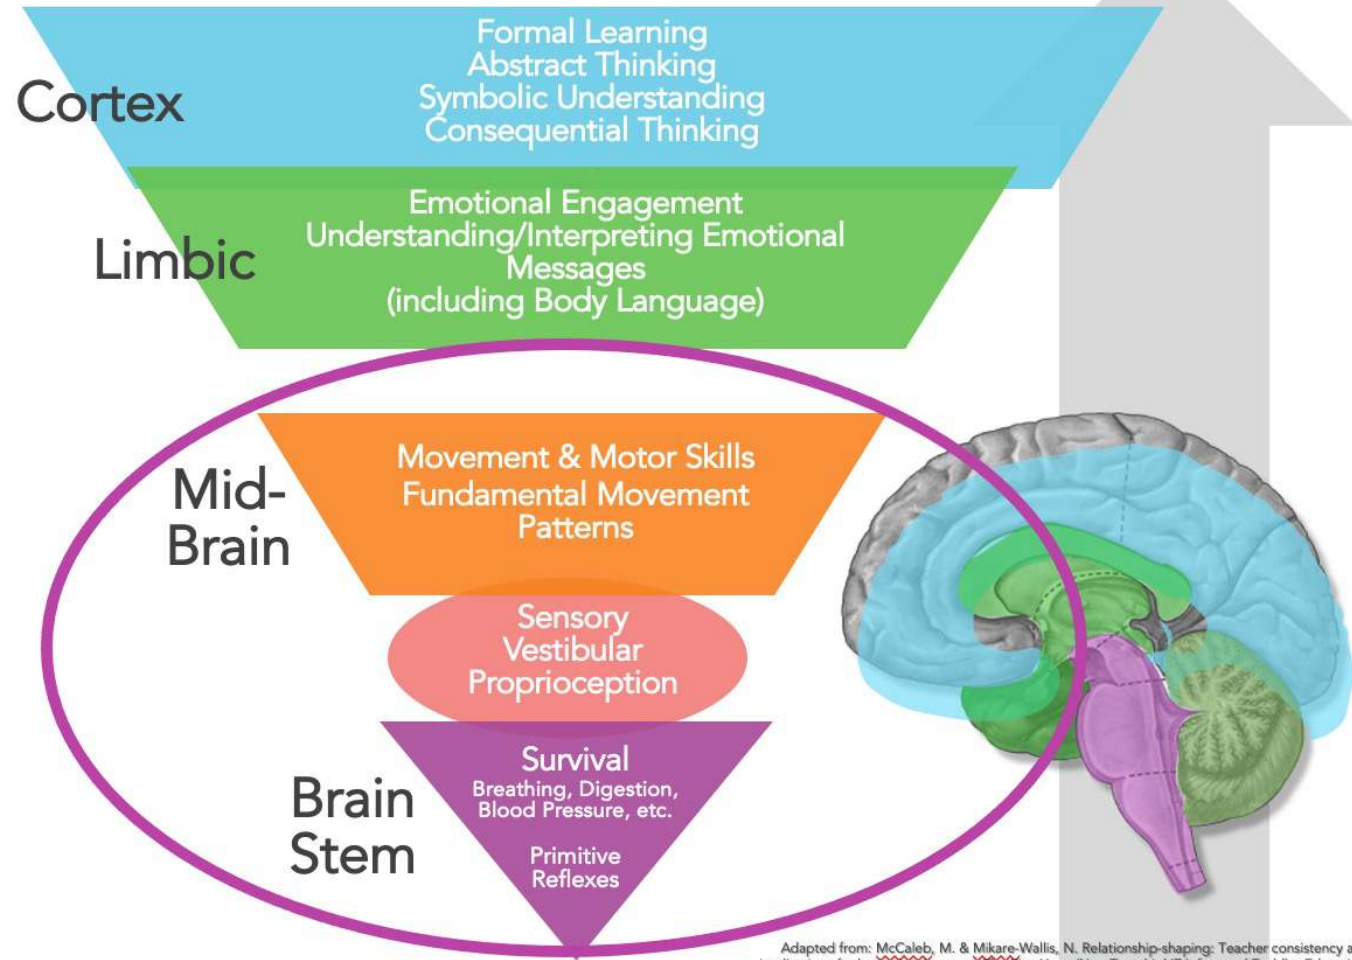 Formal Learning
Abstract Thinking
Symbolic Understanding
Consequential Thinking
Cortex
Emotional Engagement
Understanding/Interpreting Emotional
Messages
(including Body Language)
Limbic
Movement & Motor Skills
Fundamental Movement
Patterns
Mid-
Brain
Sensory
Vestibular
Proprioception
Survival
Breathing, Digestion,
Blood Pressure, etc.
Primitive
Reflexes
Brain
Stem
Adapted from: McCaleb, M. & Mikare-Wallis, N. Relationship-shaping: Teacher consistency a